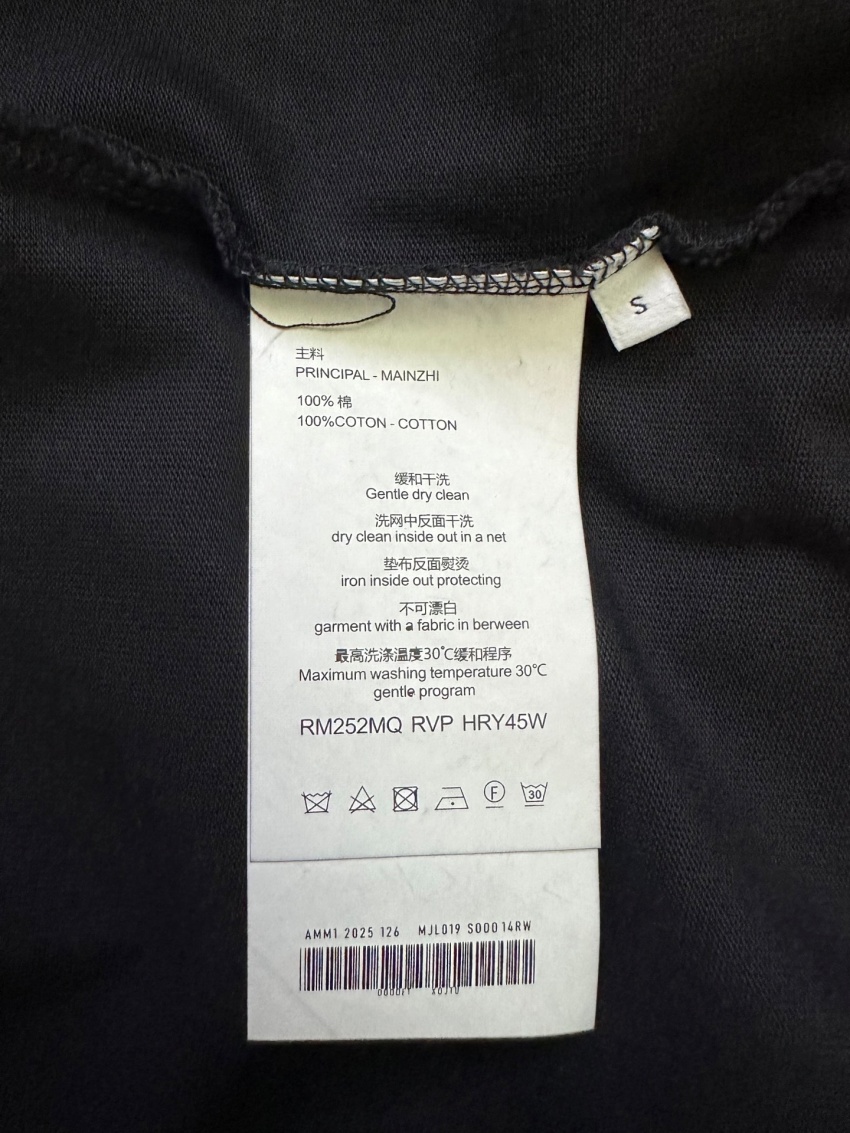 S
主料
PRINCIPAL - MAINZHI
100% 棉
100%COTON - COTTON
缓和干洗
Gentle dry clean
洗网中反面干洗
dry clean inside out in a net
垫布反面熨烫
iron inside out protecting
不可漂白
garment with a fabric in berween
最高洗涤温度30℃缓和程序
Maximum washing temperature 30℃
gentle program
RM252MQ RVP HRY45W
F
30
AMM1 2025 126 MJL019 S00014RW